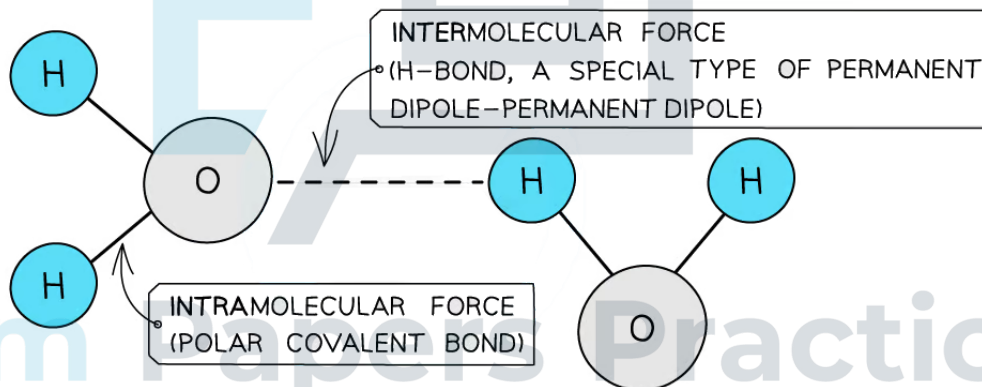 INTERMOLECULAR FORCE
(H-BOND, A SPECIAL TYPE OF PERMANENT
DIPOLE-PERMANENT DIPOLE)
H
O
H
H
H
O
INTRAMOLECULAR FORCE
(POLAR COVALENT BOND)
m Papers Practic